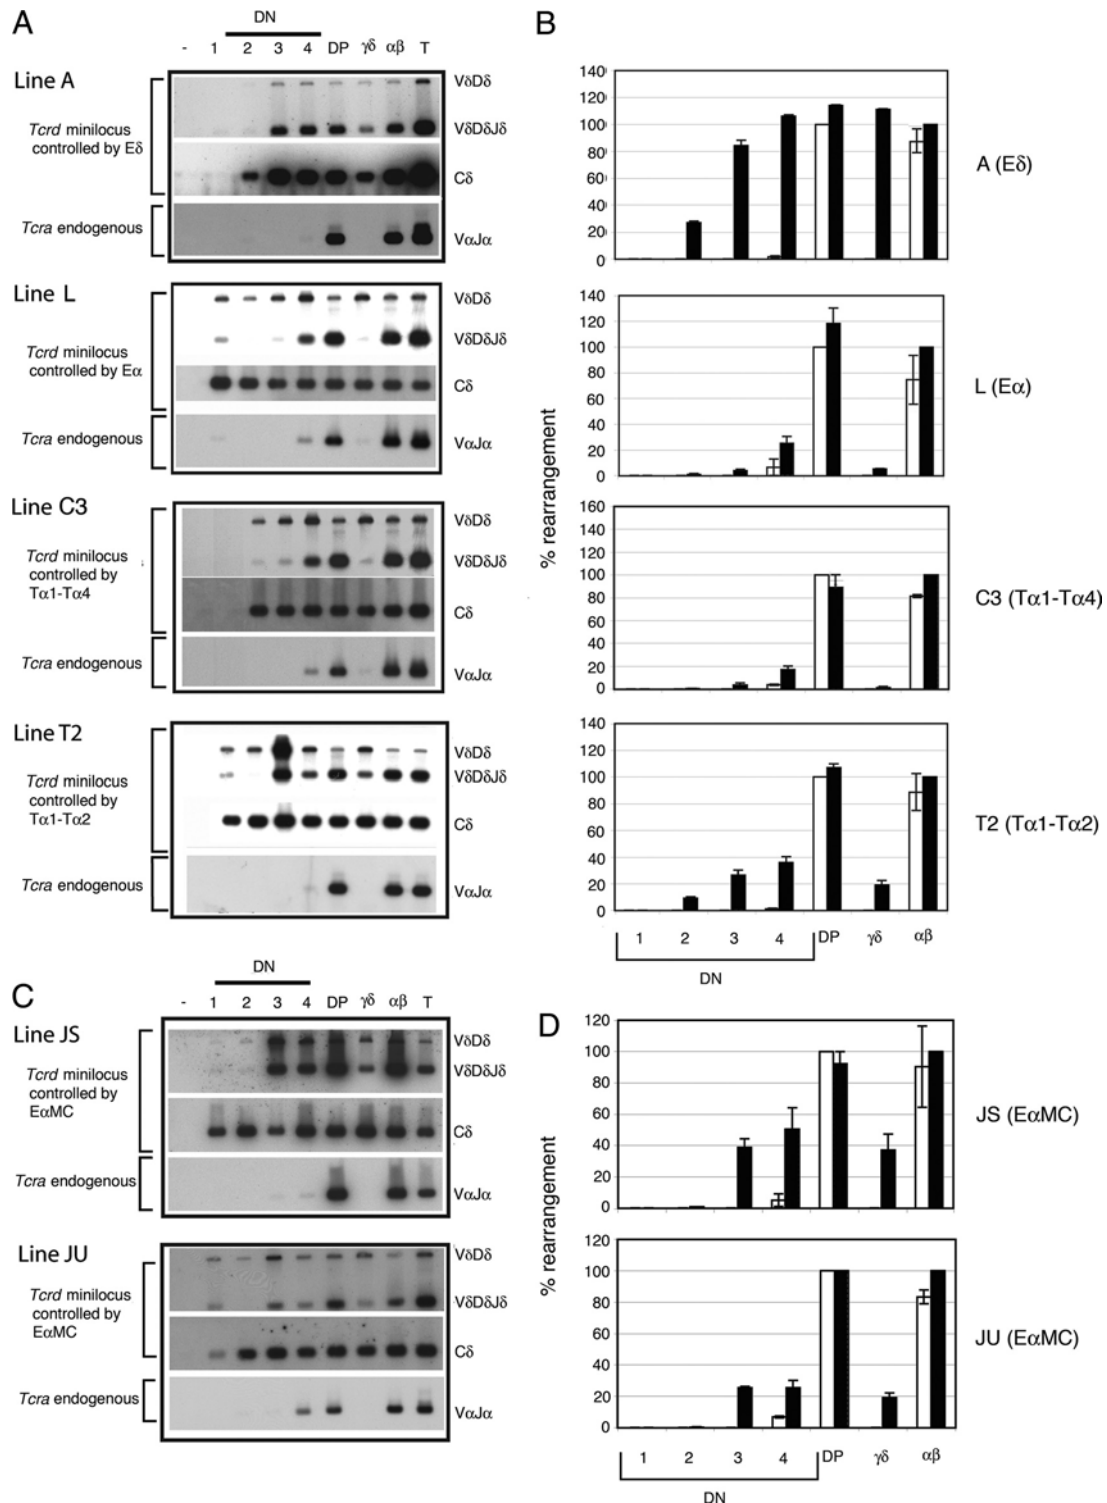 A
DN
- 1 2 3 4 DP γδ αβ T
Line A
Tcrd minilocus
controlled by Eδ
Tcra endogenous
VδDδ
VδDδJδ
Cδ
VαJα
Line L
Tcrd minilocus
controlled by Eα
Tcra endogenous
VδDδ
VδDδJδ
Cδ
VαJα
Line C3
Tcrd minilocus
controlled by
Tα1-Tα4
Tcra endogenous
VδDδ
VδDδJδ
Cδ
VαJα
Line T2
Tcrd minilocus
controlled by
Tα1-Tα2
Tcra endogenous
VδDδ
VδDδJδ
Cδ
VαJα
B
% rearrangement
140
120
100
80
60
40
20
0
A (Eδ)
140
120
100
80
60
40
20
0
L (Eα)
160
140
120
100
80
60
40
20
0
C3 (Tα1-Tα4)
140
120
100
80
60
40
20
0
T2 (Tα1-Tα2)
1 2 3 4 DP γδ αβ
DN
C
DN
- 1 2 3 4 DP γδ αβ T
Line JS
Tcrd minilocus
controlled by
EαMC
Tcra endogenous
VδDδ
VδDδJδ
Cδ
VαJα
Line JU
Tcrd minilocus
controlled by
EαMC
Tcra endogenous
VδDδ
VδDδJδ
Cδ
VαJα
D
% rearrangement
120
100
80
60
40
20
0
JS (EαMC)
120
100
80
60
40
20
0
JU (EαMC)
1 2 3 4 DP γδ αβ
DN